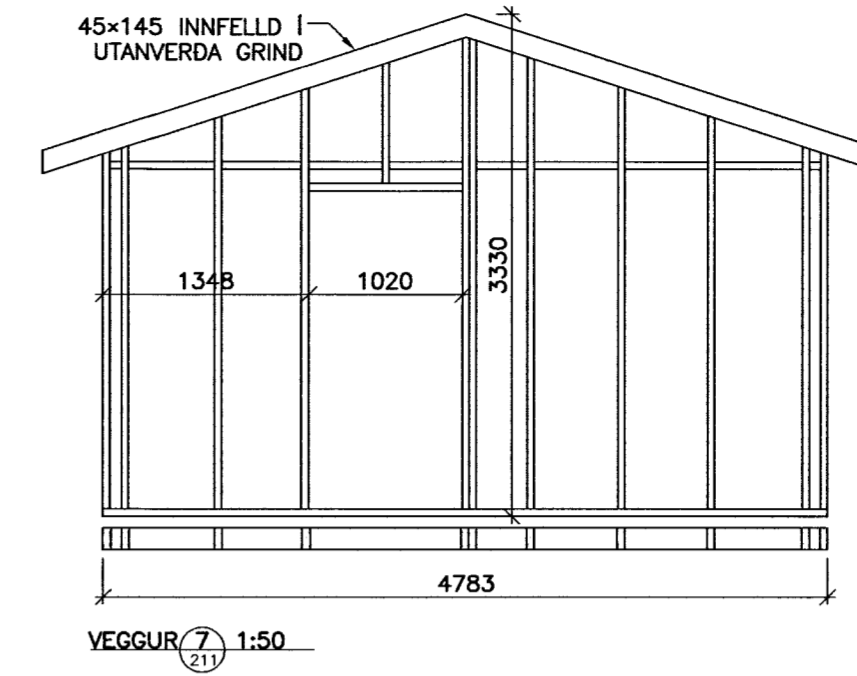 45×145 INNFELLD Í
UTANVERÐA GRIND
1348
1020
3330
4783
VEGGUR 7 1:50
211